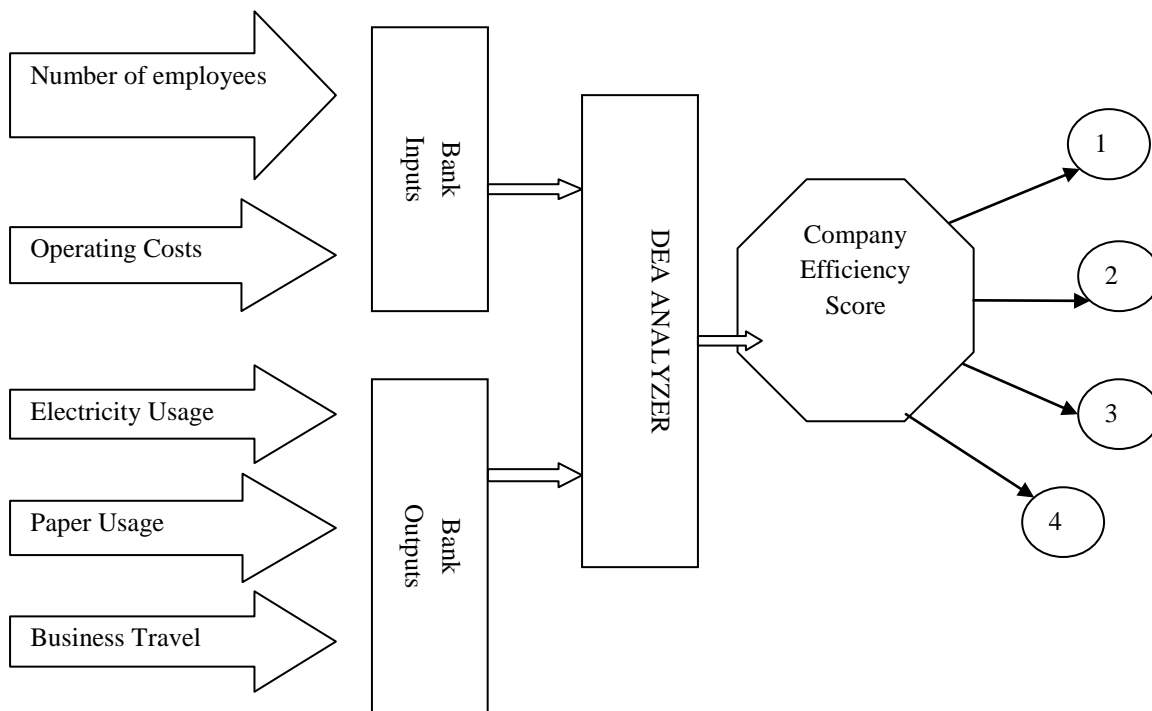 Number of employees
Operating Costs
Electricity Usage
Paper Usage
Business Travel
Bank
Inputs
Bank
Outputs
DEA ANALYZER
Company
Efficiency
Score
1
2
3
4